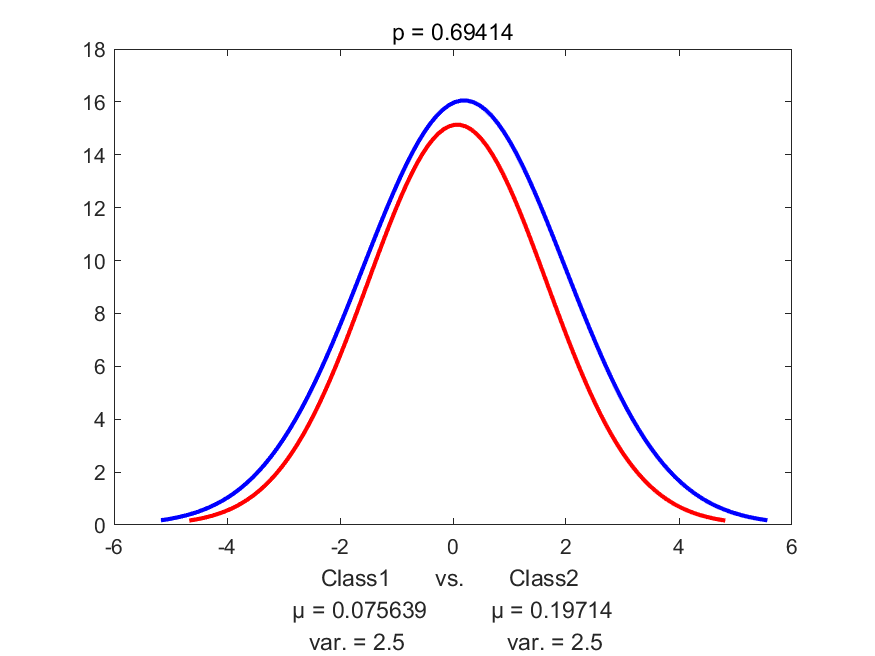 p = 0.69414
18
16
14
12
10
8
6
4
2
0
-6 -4 -2 0 2 4 6
Class1 vs. Class2
μ = 0.075639 μ = 0.19714
var. = 2.5 var. = 2.5